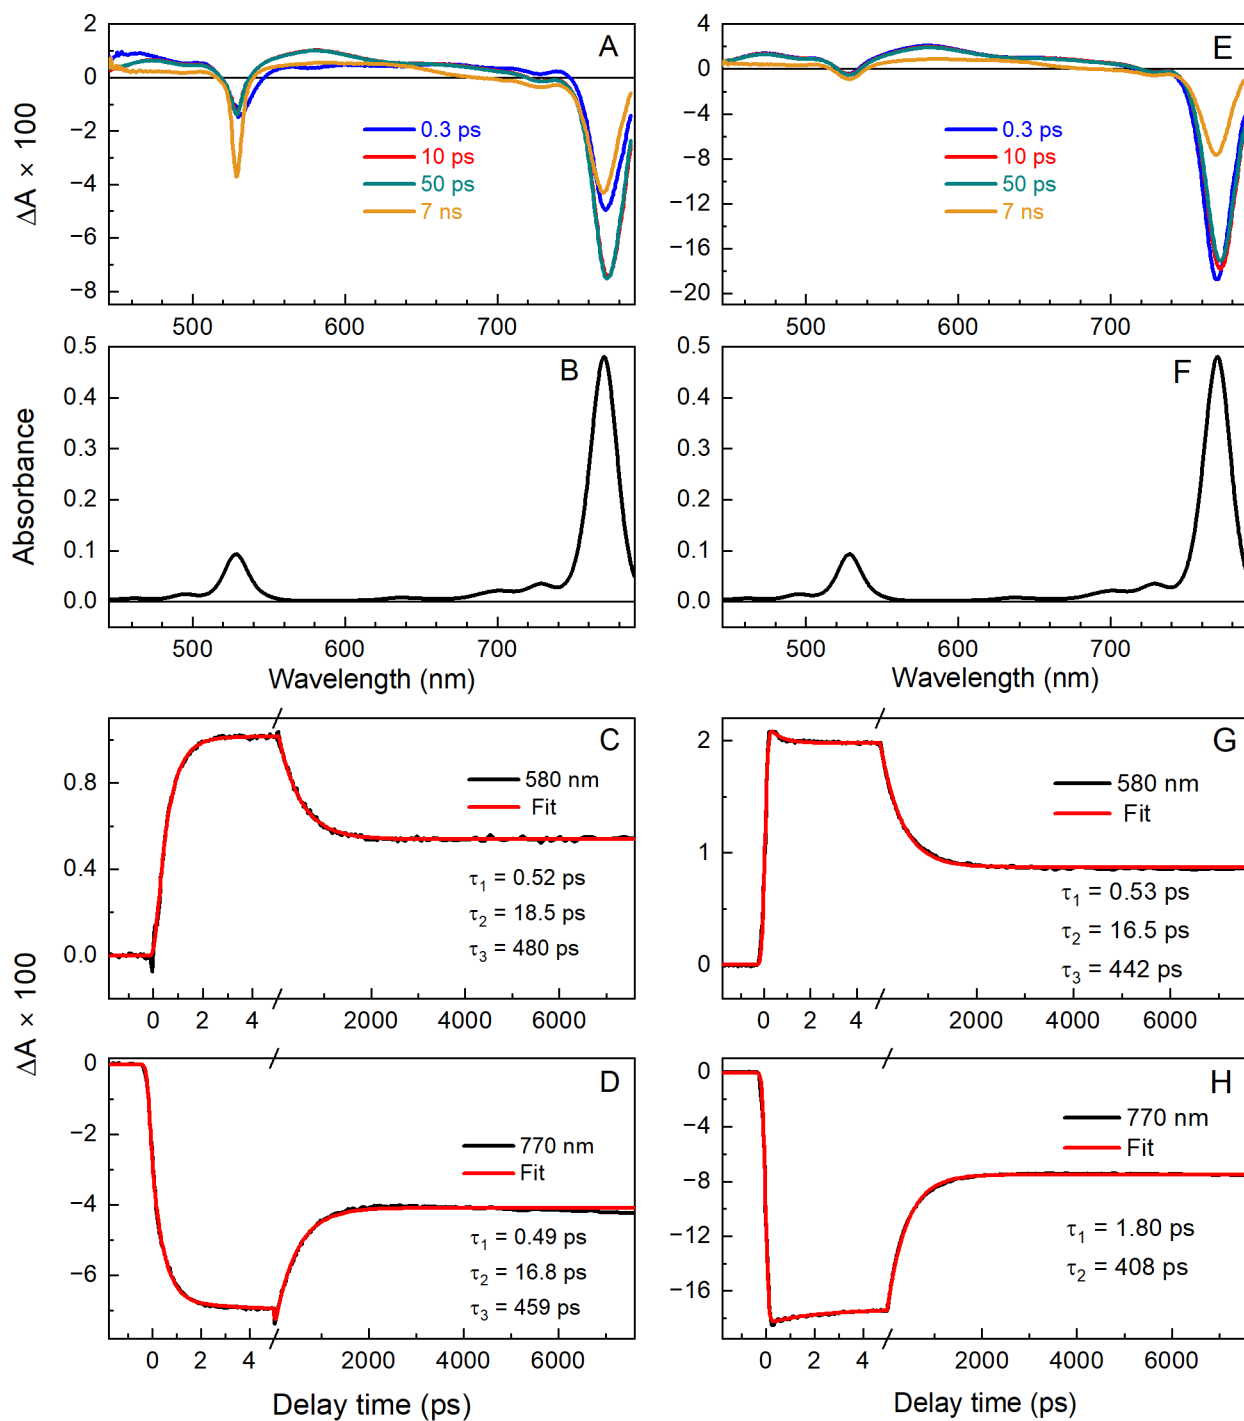 A
2
0
−2
−4
−6
−8
ΔA × 100
0.3 ps
10 ps
50 ps
7 ns
500
600
700
E
4
0
−4
−8
−12
−16
−20
0.3 ps
10 ps
50 ps
7 ns
500
600
700
B
0.5
0.4
0.3
0.2
0.1
0.0
Absorbance
500
600
700
Wavelength (nm)
F
0.5
0.4
0.3
0.2
0.1
0.0
500
600
700
Wavelength (nm)
C
0.8
0.4
0.0
580 nm
Fit
τ1 = 0.52 ps
τ2 = 18.5 ps
τ3 = 480 ps
0
2
4
2000
4000
6000
G
2
1
0
580 nm
Fit
τ1 = 0.53 ps
τ2 = 16.5 ps
τ3 = 442 ps
0
2
4
2000
4000
6000
ΔA × 100
D
0
−2
−4
−6
770 nm
Fit
τ1 = 0.49 ps
τ2 = 16.8 ps
τ3 = 459 ps
0
2
4
2000
4000
6000
Delay time (ps)
H
0
−4
−8
−12
−16
770 nm
Fit
τ1 = 1.80 ps
τ2 = 408 ps
0
2
4
2000
4000
6000
Delay time (ps)